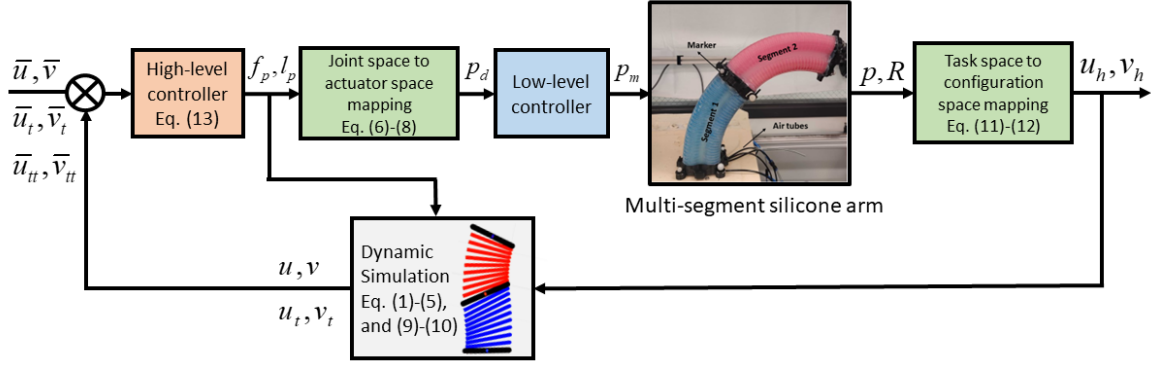 u̅, v̅
u̅_t, v̅_t
u̅_tt, v̅_tt
High-level
controller
Eq. (13)
f_p, l_p
Joint space to
actuator space
mapping
Eq. (6)-(8)
p_d
Low-level
controller
p_m
Marker
Segment 2
Segment 1
Air tubes
Multi-segment silicone arm
p, R
Task space to
configuration
space mapping
Eq. (11)-(12)
u_h, v_h
Dynamic
Simulation
Eq. (1)-(5),
and (9)-(10)
u, v
u_t, v_t